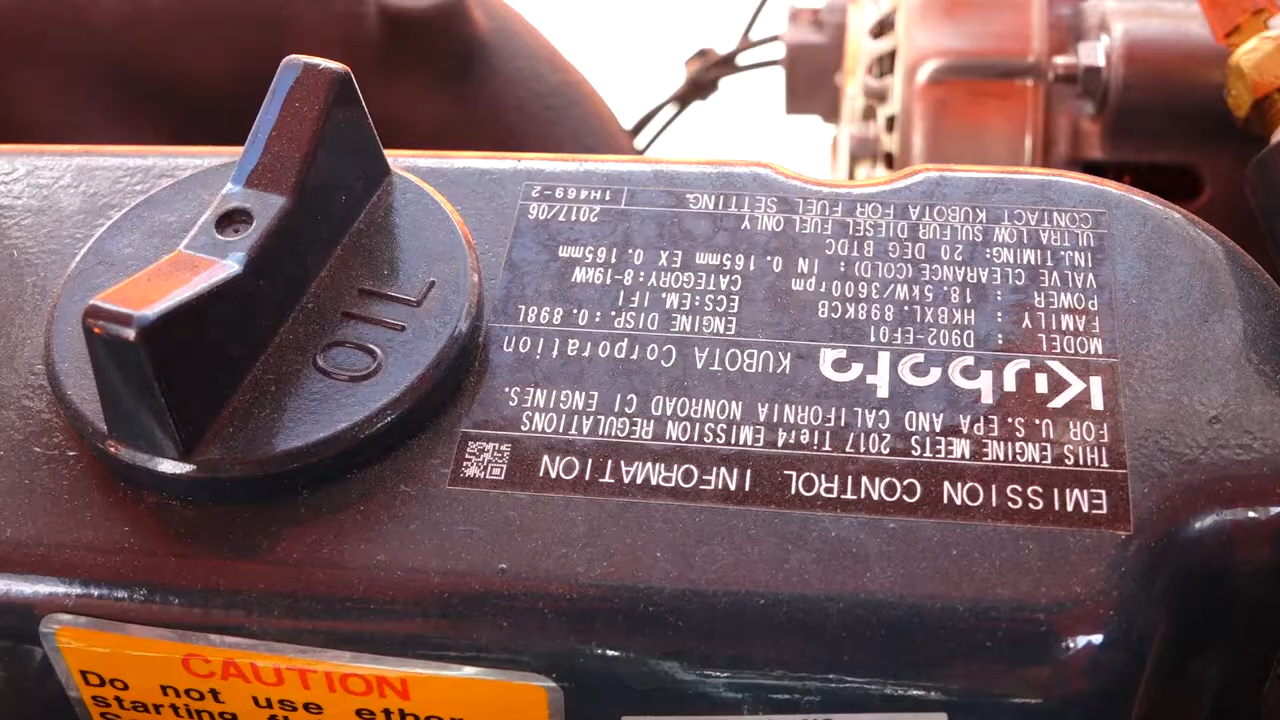 OIL
EMISSION CONTROL INFORMATION
THIS ENGINE MEETS 2017 Tier4 EMISSION REGULATIONS
FOR U.S. EPA AND CALIFORNIA NONROAD CI ENGINES.
Kubota KUBOTA Corporation
MODEL : D902-EF01 ENGINE DISP.:0.898L
FAMILY : HKBXL.898KCB ECS:EM,IFI
POWER : 18.5kW/3600rpm CATEGORY:8-19kW
VALVE CLEARANCE (COLD): IN 0.165mm EX 0.165mm
INJ.TIMING: 20 DEG BTDC
ULTRA LOW SULFUR DIESEL FUEL ONLY 2017/06
CONTACT KUBOTA FOR FUEL SETTING. 1H469-2
CAUTION
Do not use ether
starting